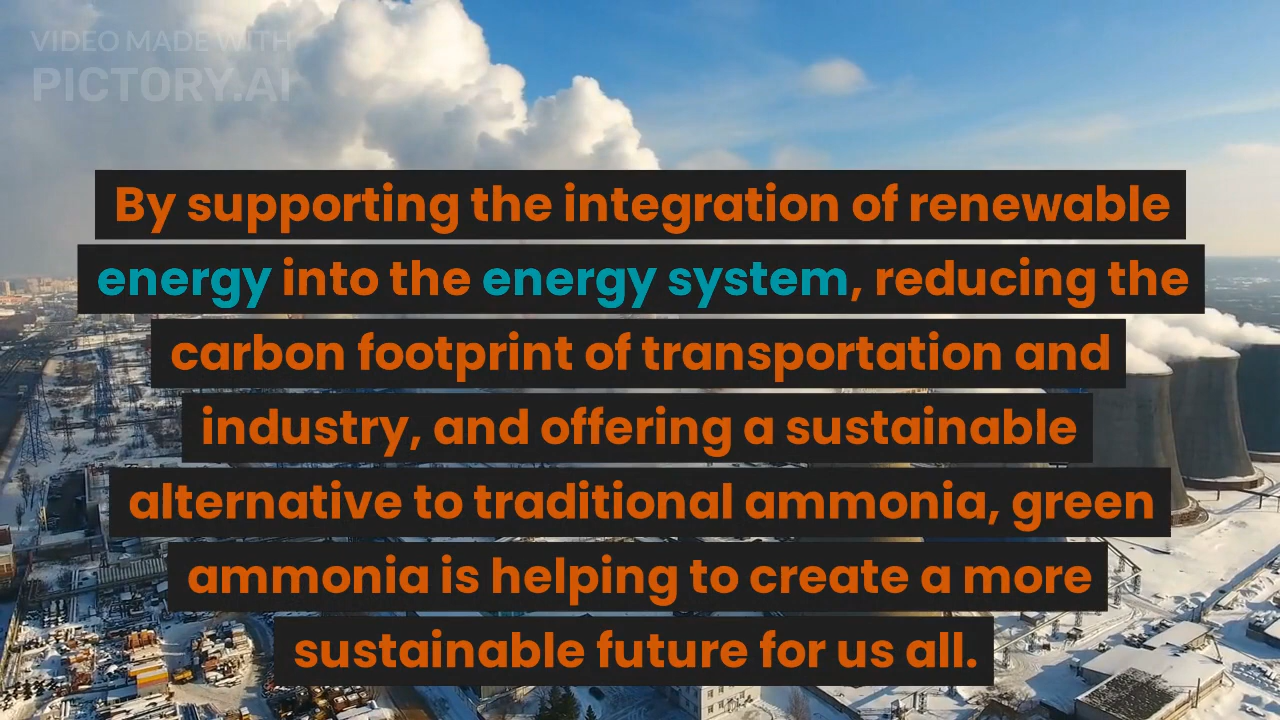 VIDEO MADE WITH
PICTORY.AI
By supporting the integration of renewable
energy into the energy system, reducing the
carbon footprint of transportation and
industry, and offering a sustainable
alternative to traditional ammonia, green
ammonia is helping to create a more
sustainable future for us all.